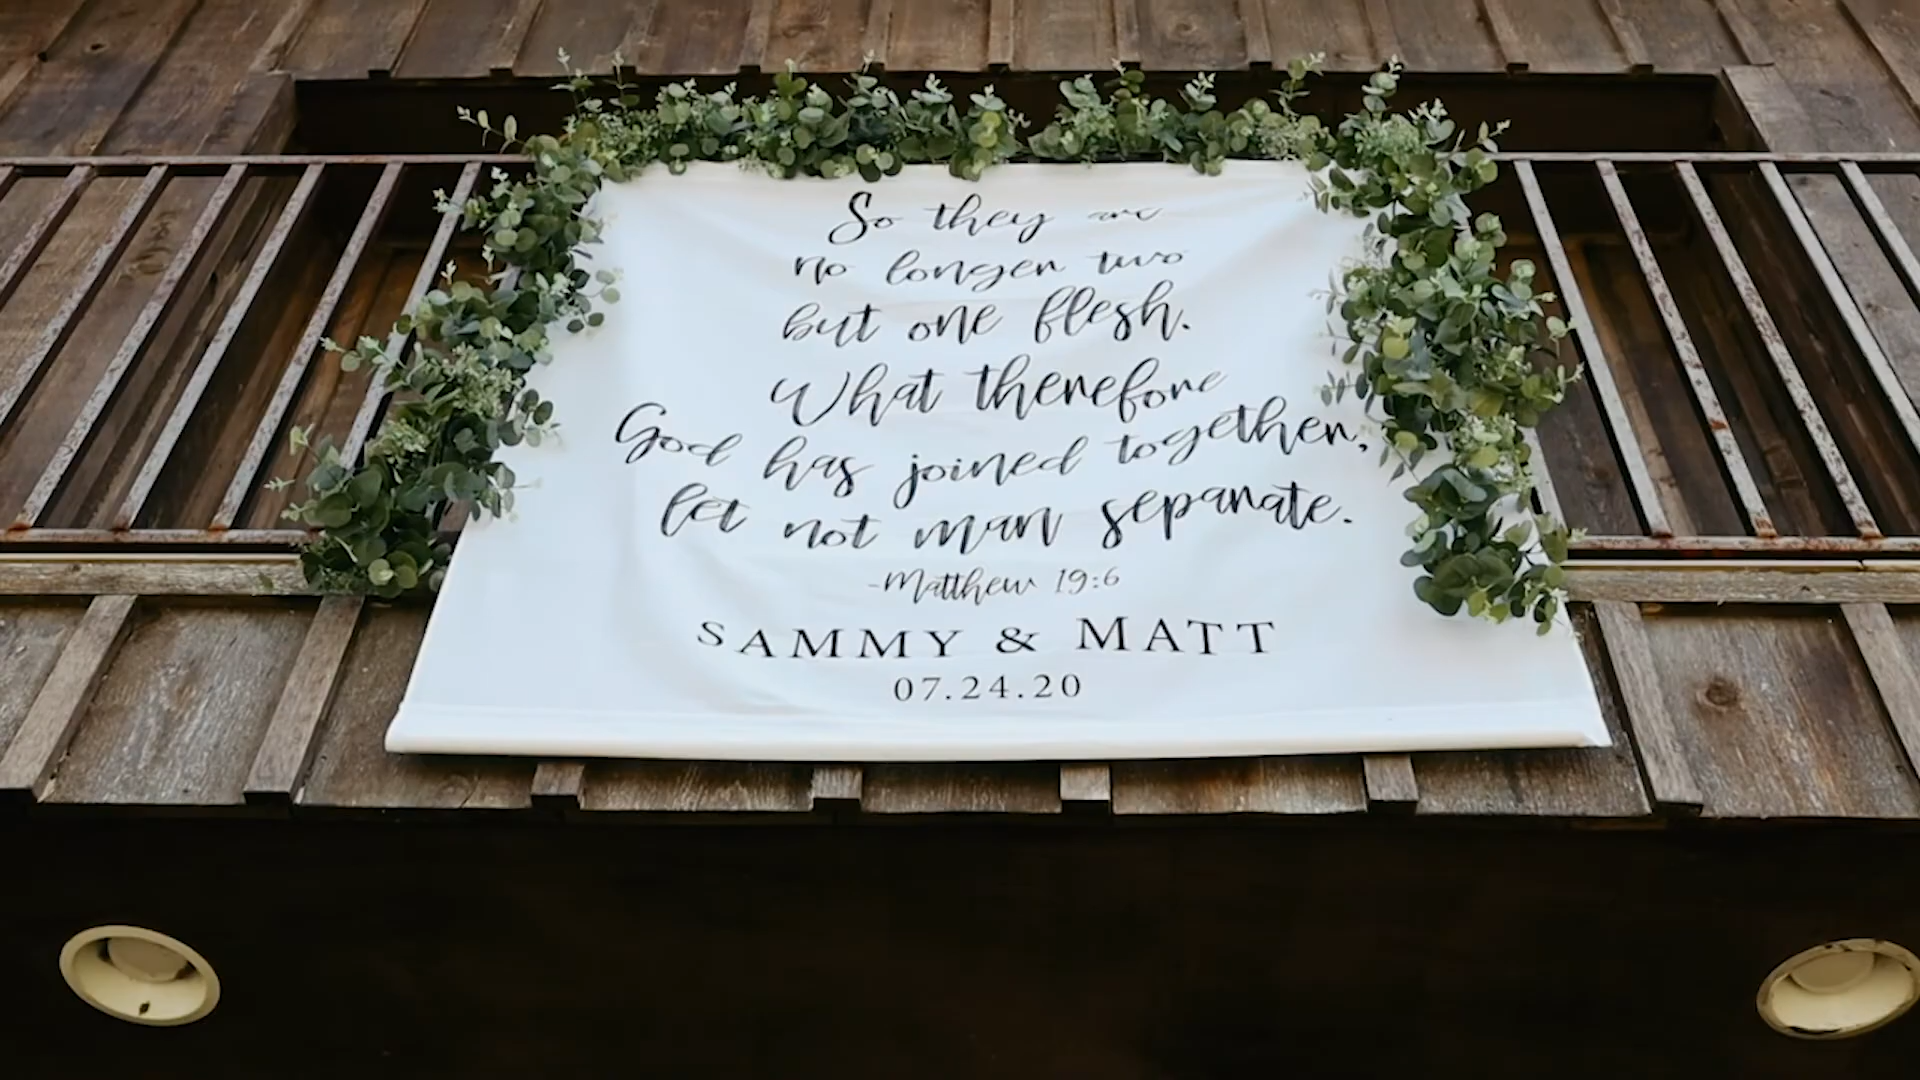 So they are
no longer two
but one flesh.
What therefore
God has joined together,
let not man separate.
-Matthew 19:6
SAMMY & MATT
07.24.20